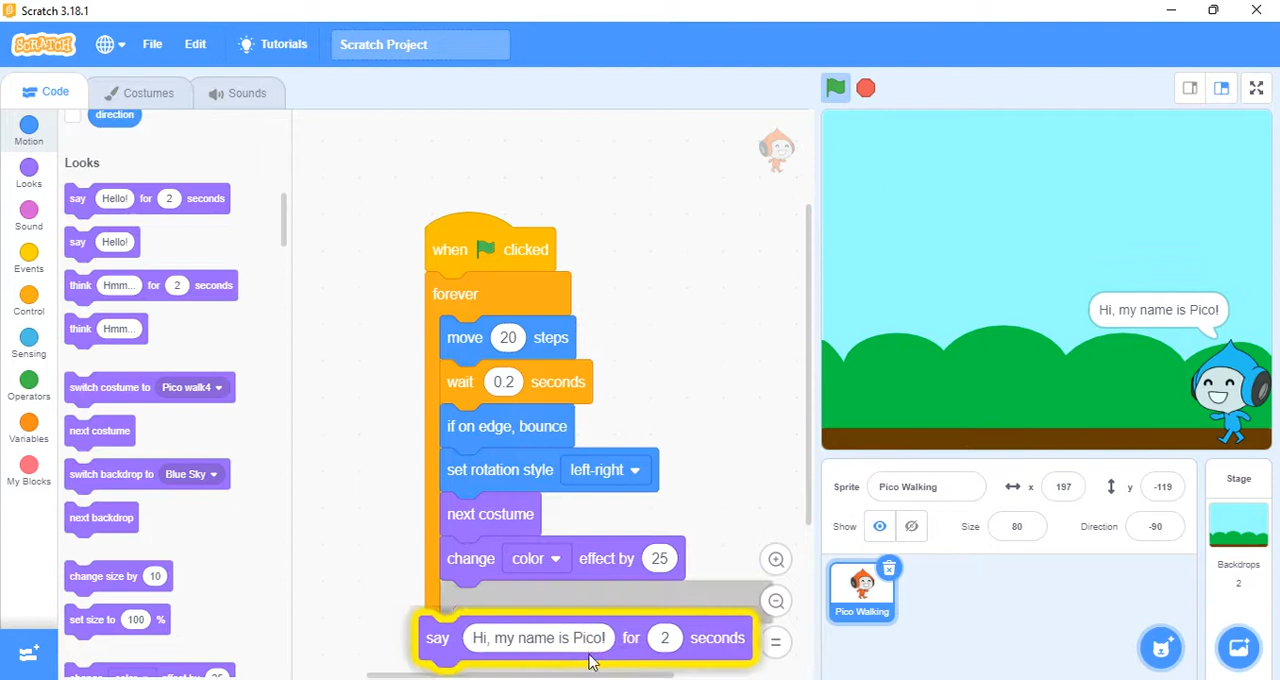 Scratch 3.18.1
SCRATCH File Edit Tutorials Scratch Project
Code Costumes Sounds
Motion
Looks
Sound
Events
Control
Sensing
Operators
Variables
My Blocks
direction
Looks
say Hello! for 2 seconds
say Hello!
think Hmm... for 2 seconds
think Hmm...
switch costume to Pico walk4
next costume
switch backdrop to Blue Sky
next backdrop
change size by 10
set size to 100 %
when clicked
forever
move 20 steps
wait 0.2 seconds
if on edge, bounce
set rotation style left-right
next costume
change color effect by 25
say Hi, my name is Pico! for 2 seconds
Hi, my name is Pico!
Sprite Pico Walking x 197 y -119
Show Size 80 Direction -90
Pico Walking
Stage
Backdrops
2